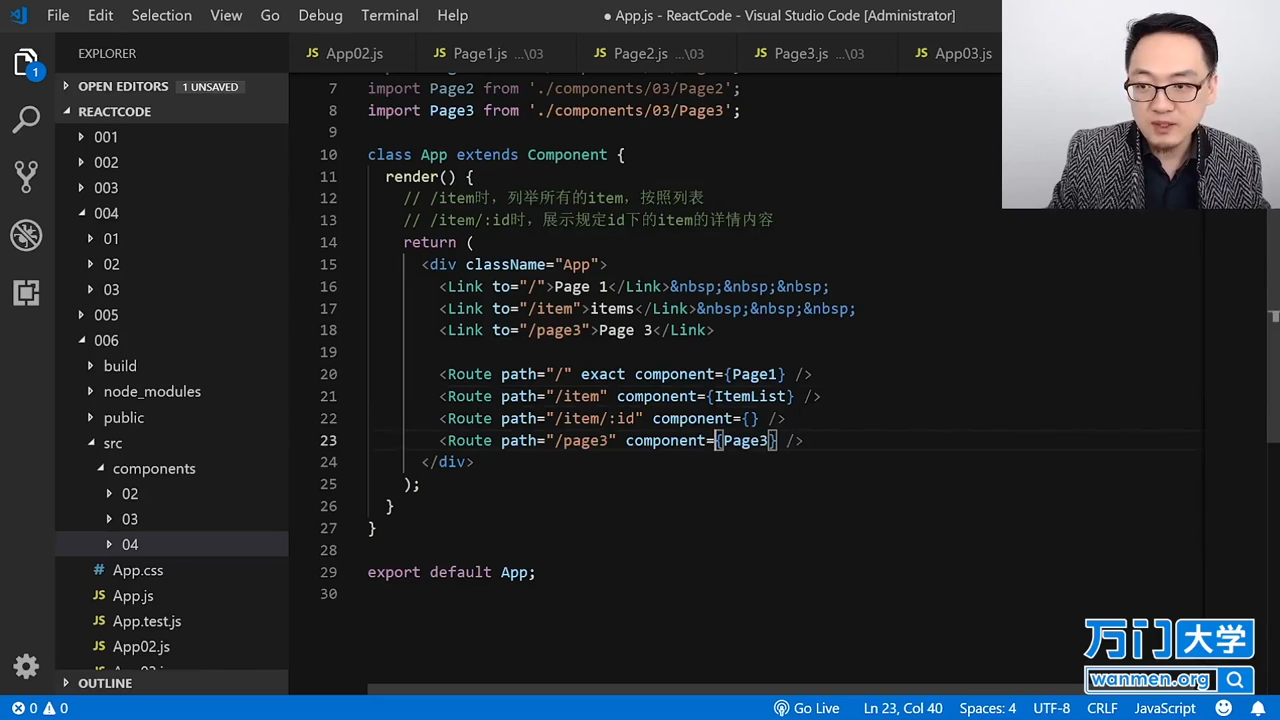 File Edit Selection View Go Debug Terminal Help
● App.js - ReactCode - Visual Studio Code [Administrator]
EXPLORER
OPEN EDITORS 1 UNSAVED
REACTCODE
001
002
003
004
01
02
03
005
006
build
node_modules
public
src
components
02
03
04
# App.css
JS App.js
JS App.test.js
JS App02.js
OUTLINE
1
JS App02.js
JS Page1.js ...\03
JS Page2.js ...\03
JS Page3.js ...\03
JS App03.js
7 import Page2 from './components/03/Page2';
8 import Page3 from './components/03/Page3';
9
10 class App extends Component {
11 render() {
12 // /item时，列举所有的item，按照列表
13 // /item/:id时，展示规定id下的item的详情内容
14 return (
15 <div className="App">
16 <Link to="/">Page 1</Link>&nbsp;&nbsp;&nbsp;
17 <Link to="/item">items</Link>&nbsp;&nbsp;&nbsp;
18 <Link to="/page3">Page 3</Link>
19
20 <Route path="/" exact component={Page1} />
21 <Route path="/item" component={ItemList} />
22 <Route path="/item/:id" component={} />
23 <Route path="/page3" component={Page3} />
24 </div>
25 );
26 }
27 }
28
29 export default App;
30
万门大学
wanmen.org
0 0
Go Live Ln 23, Col 40 Spaces: 4 UTF-8 CRLF JavaScript